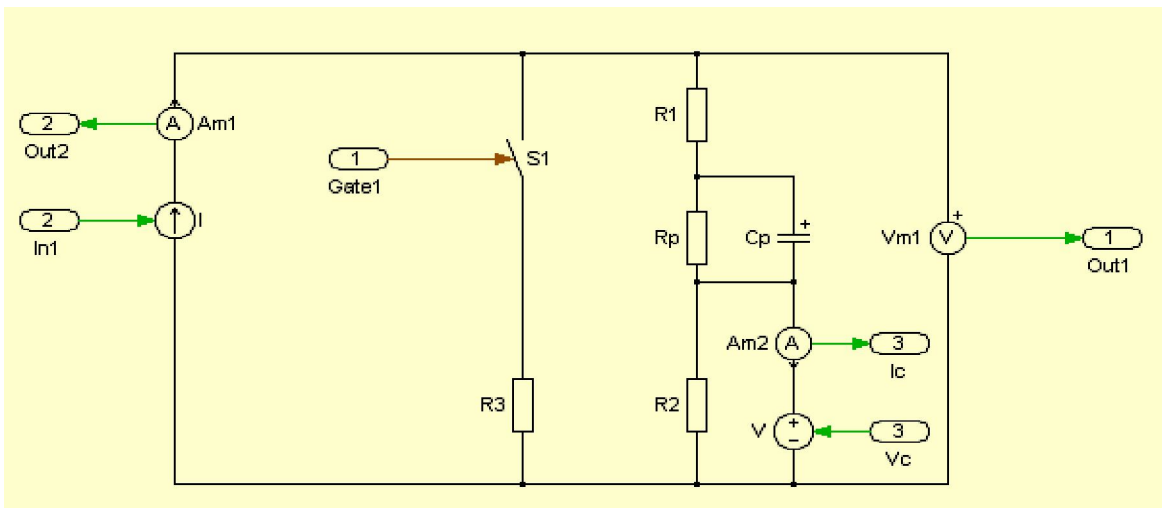 2
A
Am1
Out2
2
I
In1
1
S1
Gate1
R3
R1
Rp
Cp
+
Am2
A
3
Ic
R2
V
+
−
3
Vc
+
Vm1
V
1
Out1